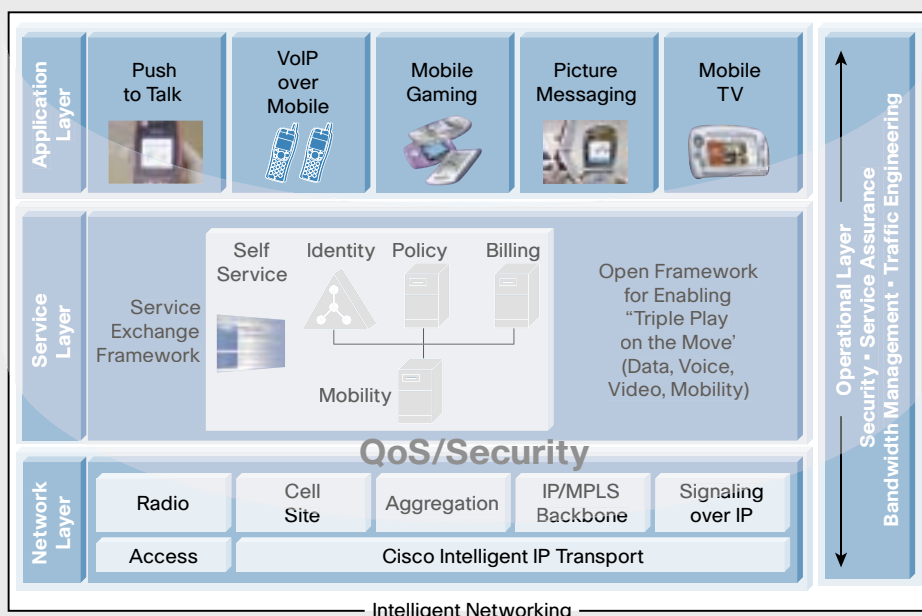 Application
Layer
Push
to Talk
VoIP
over
Mobile
Mobile
Gaming
Picture
Messaging
Mobile
TV
Service
Layer
Service
Exchange
Framework
Self
Service
Identity
Policy
Billing
Mobility
Open Framework
for Enabling
“Triple Play
on the Move’
(Data, Voice,
Video, Mobility)
QoS/Security
Network
Layer
Radio
Cell
Site
Aggregation
IP/MPLS
Backbone
Signaling
over IP
Access
Cisco Intelligent IP Transport
Operational Layer
Security • Service Assurance
Bandwidth Management • Traffic Engineering
Intelligent Networking